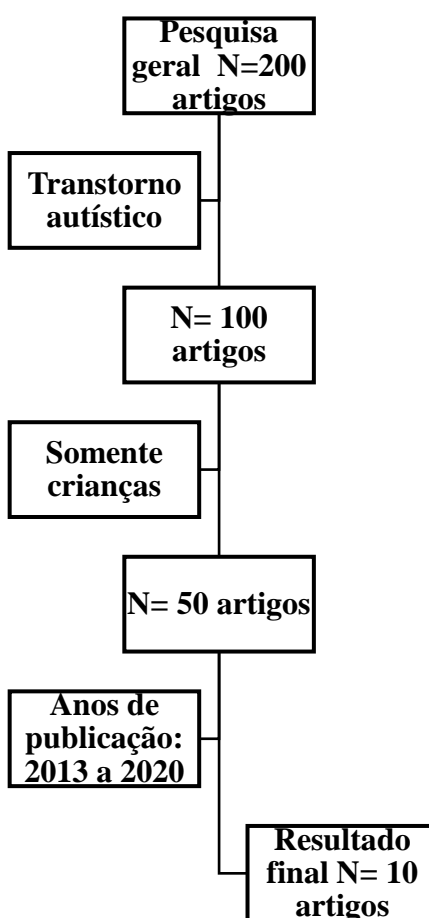 Pesquisa
geral  N=200
artigos
Transtorno
autístico
N= 100
artigos
Somente
crianças
N= 50 artigos
Anos de
publicação:
2013 a 2020
Resultado
final N= 10
artigos